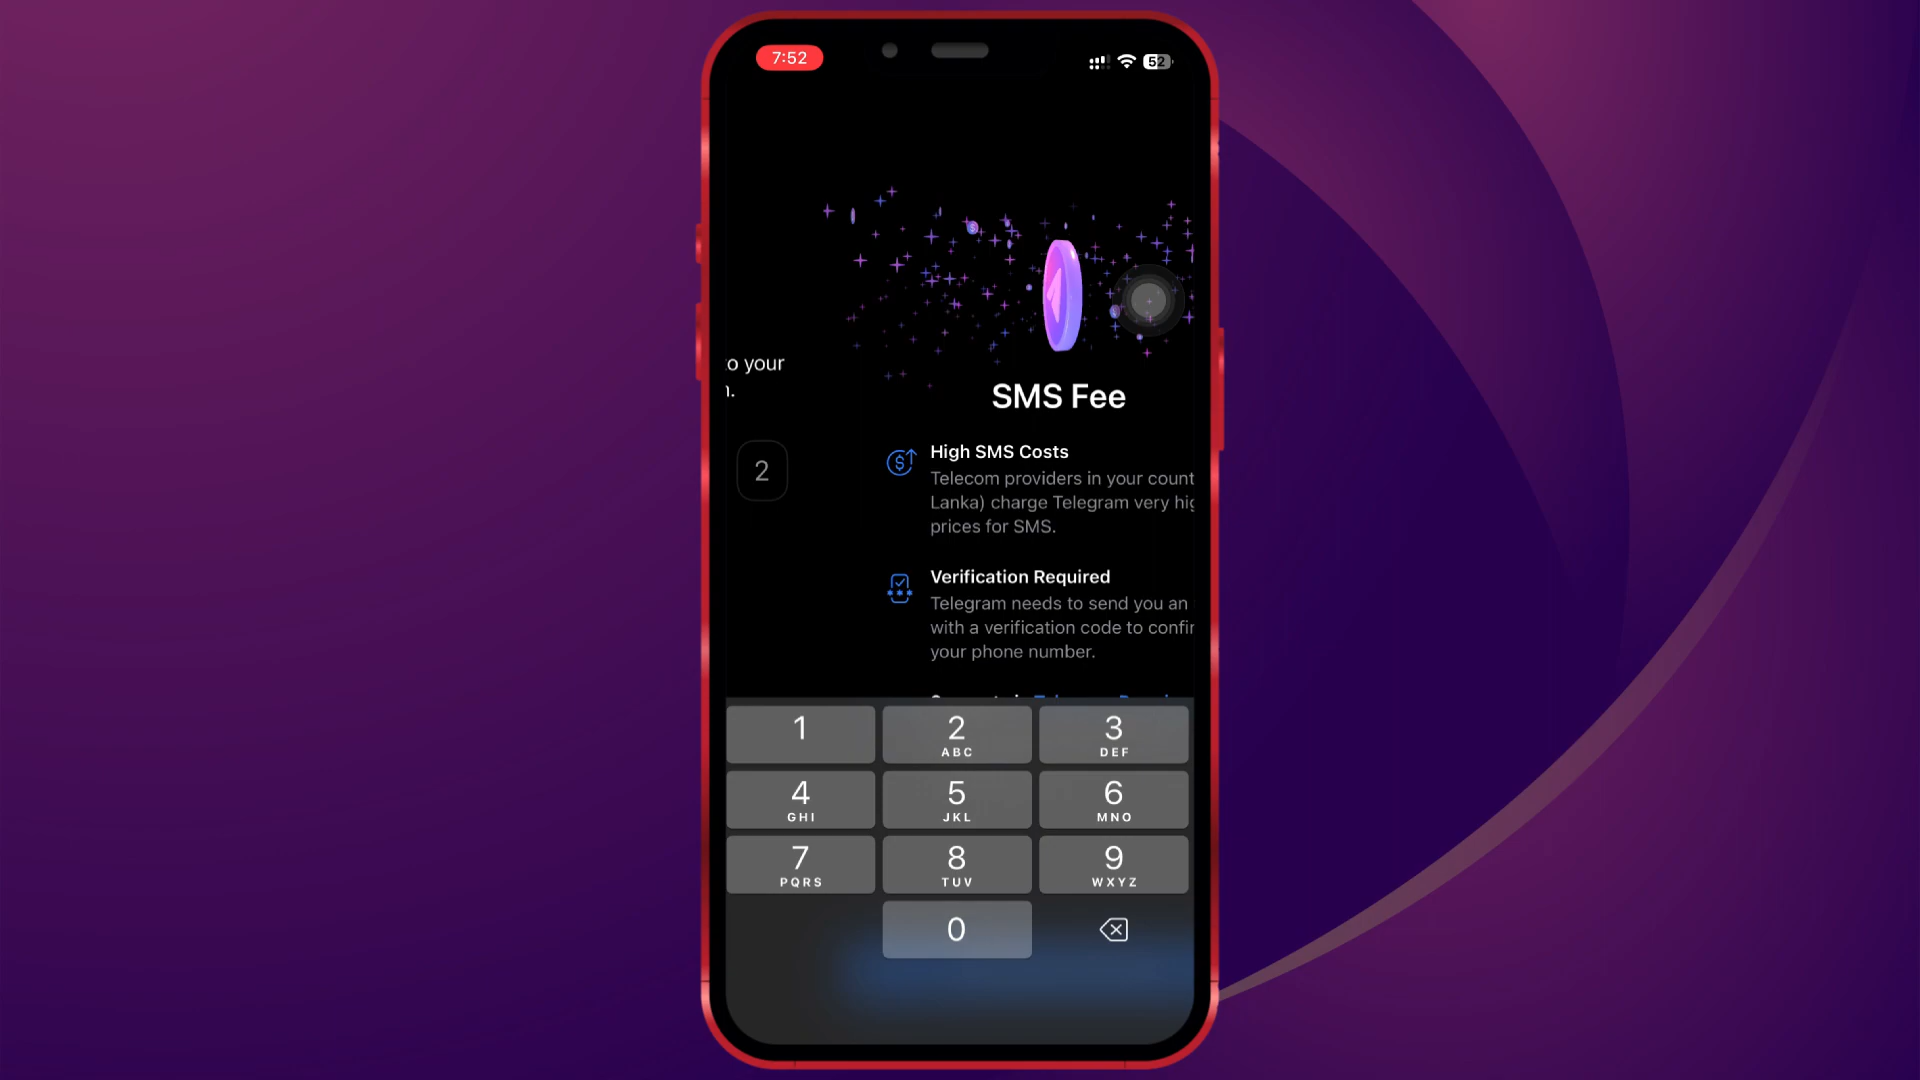 7:52
52
to your
2
SMS Fee
High SMS Costs
Telecom providers in your count
Lanka) charge Telegram very hig
prices for SMS.
Verification Required
Telegram needs to send you an
with a verification code to confir
your phone number.
1
2
ABC
3
DEF
4
GHI
5
JKL
6
MNO
7
PQRS
8
TUV
9
WXYZ
0